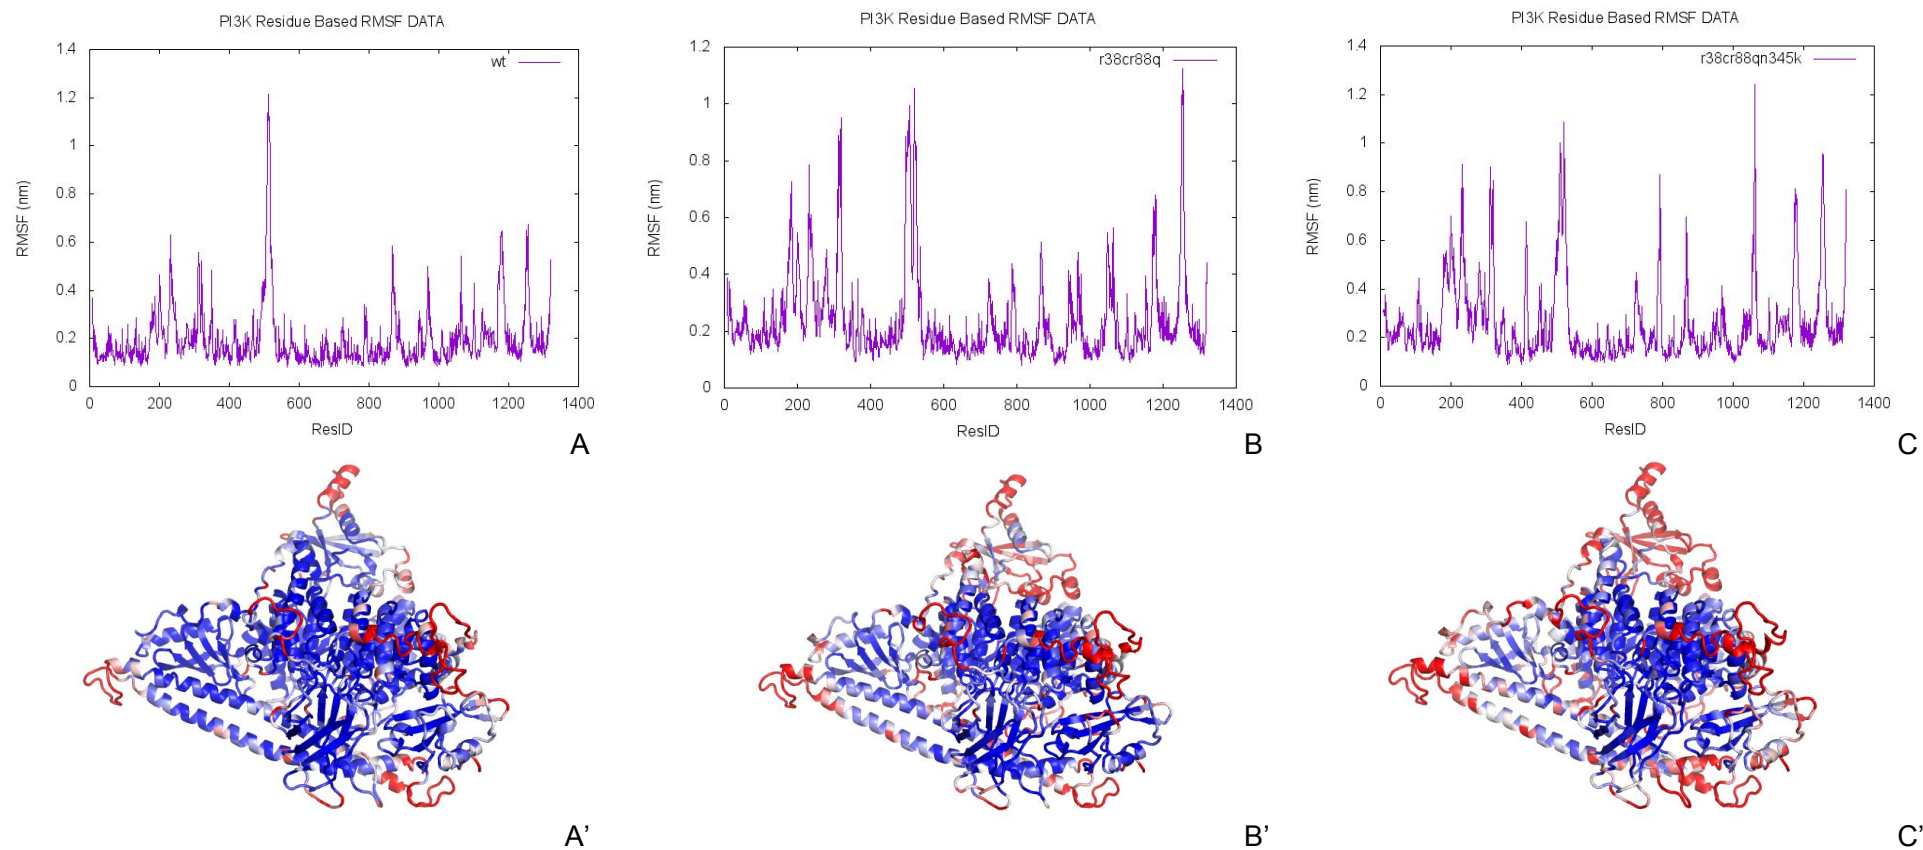 PI3K Residue Based RMSF DATA
wt
1.4
1.2
1
0.8
0.6
0.4
0.2
0
RMSF (nm)
0 200 400 600 800 1000 1200 1400
ResID
A
PI3K Residue Based RMSF DATA
r38cr88q
1.2
1
0.8
0.6
0.4
0.2
0
RMSF (nm)
0 200 400 600 800 1000 1200 1400
ResID
B
PI3K Residue Based RMSF DATA
r38cr88qn345k
1.4
1.2
1
0.8
0.6
0.4
0.2
0
RMSF (nm)
0 200 400 600 800 1000 1200 1400
ResID
C
A’
B’
C’